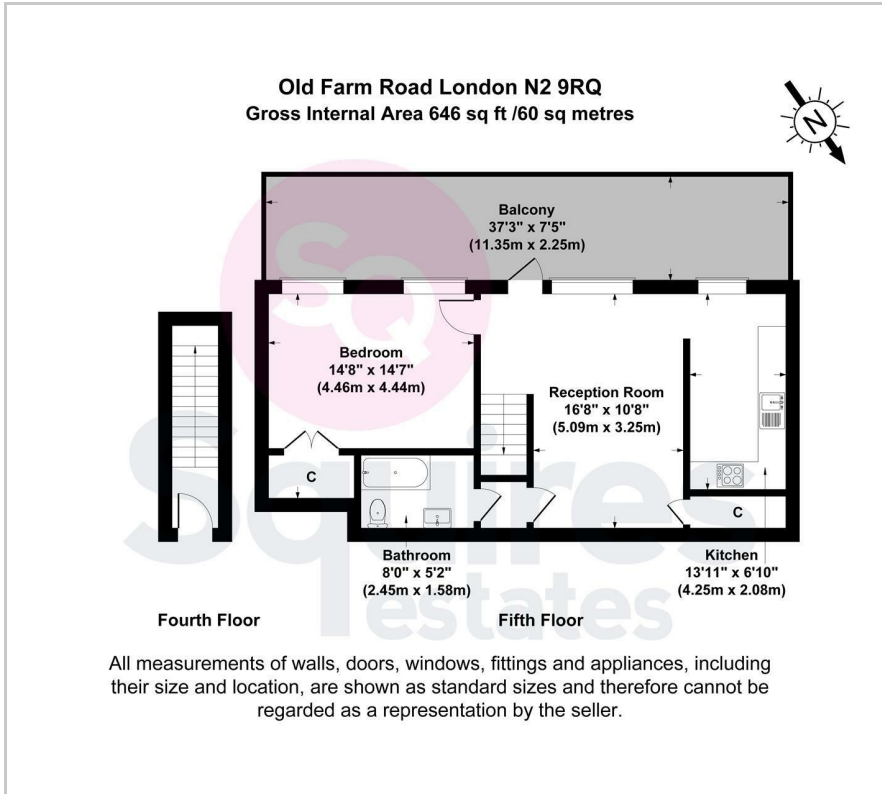 Old Farm Road London N2 9RQ
Gross Internal Area 646 sq ft /60 sq metres
N
SQ
Balcony
37'3" x 7'5"
(11.35m x 2.25m)
Bedroom
14'8" x 14'7"
(4.46m x 4.44m)
Reception Room
16'8" x 10'8"
(5.09m x 3.25m)
C
C
Squires
estates
Bathroom
8'0" x 5'2"
(2.45m x 1.58m)
Kitchen
13'11" x 6'10"
(4.25m x 2.08m)
Fourth Floor
Fifth Floor
All measurements of walls, doors, windows, fittings and appliances, including
their size and location, are shown as standard sizes and therefore cannot be
regarded as a representation by the seller.